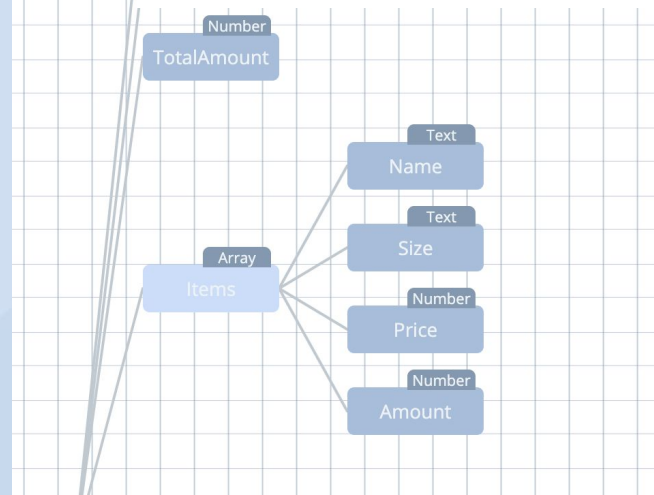 Number
TotalAmount
Text
Name
Text
Size
Array
Items
Number
Price
Number
Amount